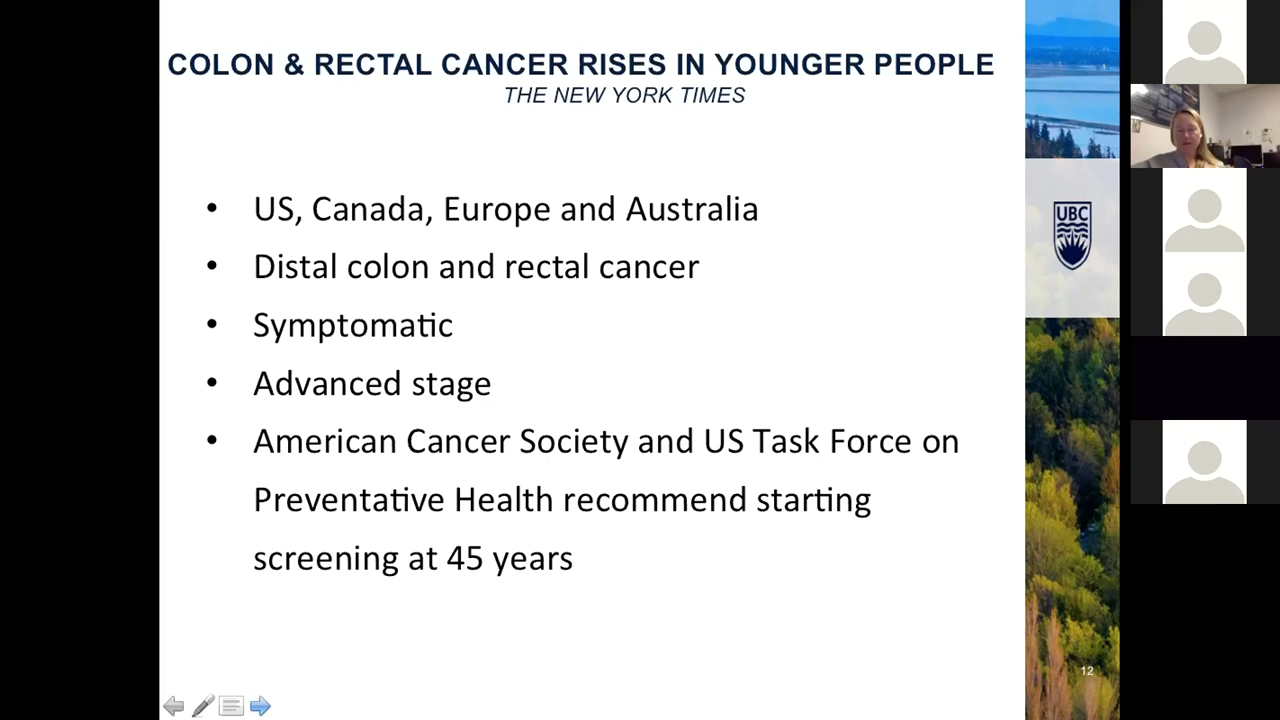 COLON & RECTAL CANCER RISES IN YOUNGER PEOPLE
THE NEW YORK TIMES
• US, Canada, Europe and Australia
• Distal colon and rectal cancer
• Symptomatic
• Advanced stage
• American Cancer Society and US Task Force on
Preventative Health recommend starting
screening at 45 years
UBC
12